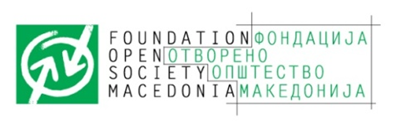 FOUNDATION ФОНДАЦИЈА
OPEN ОТВОРЕНО
SOCIETY ОПШТЕСТВО
MACEDONIA МАКЕДОНИЈА